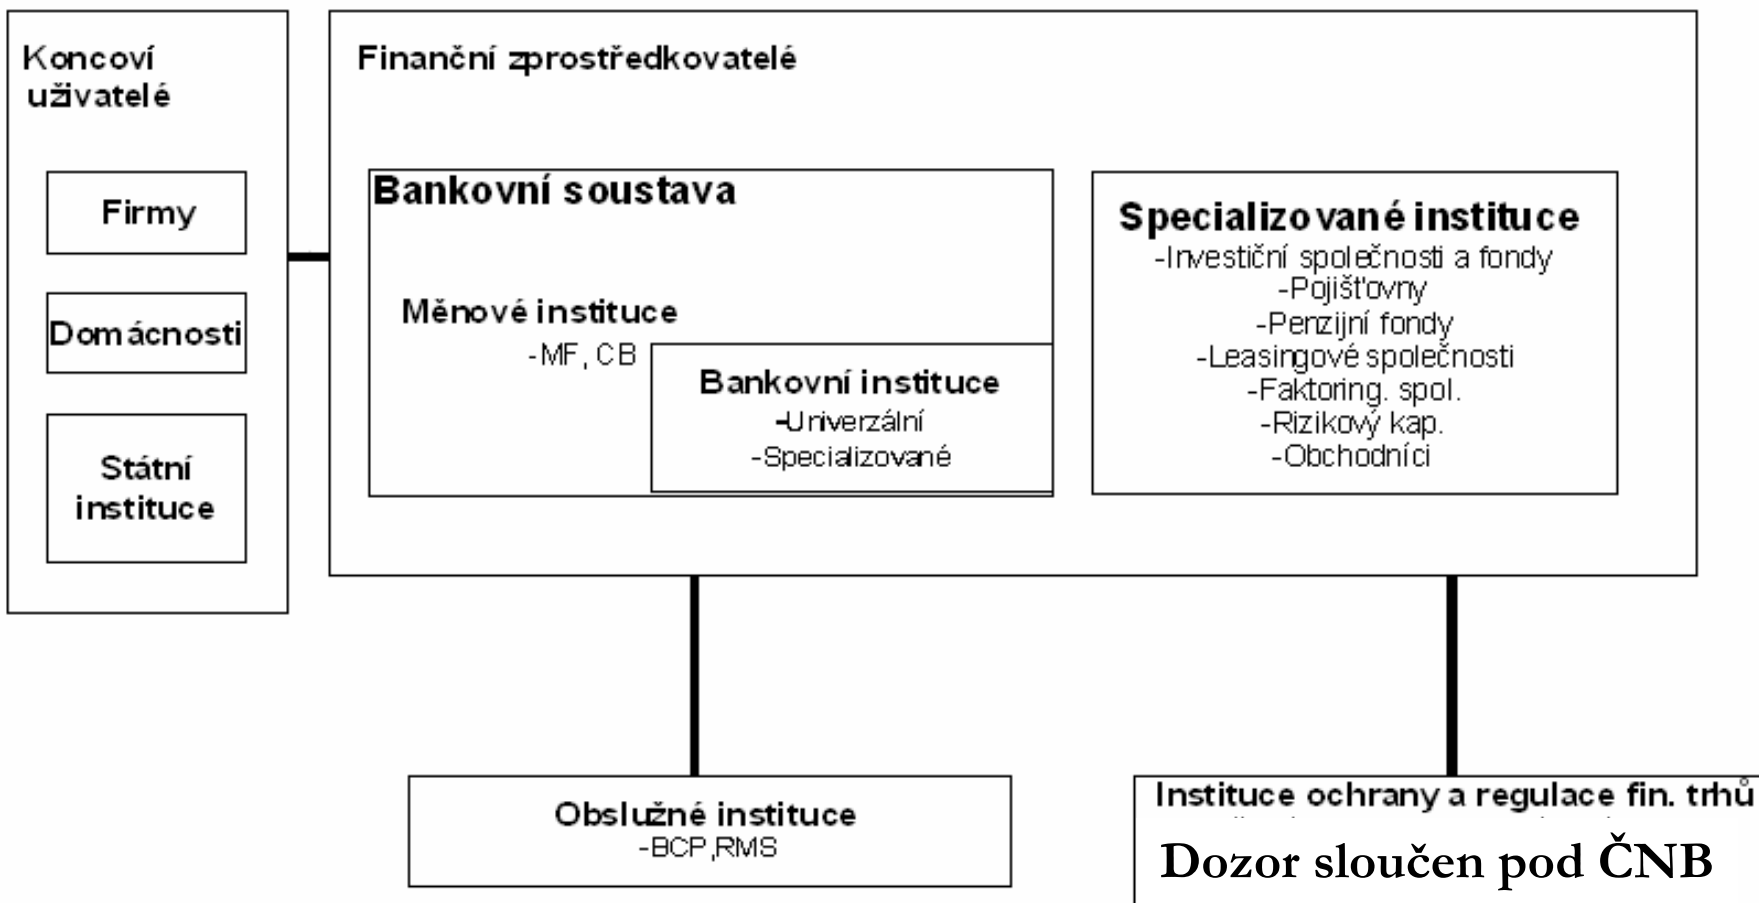 Koncoví
uživatelé
Firmy
Domácnosti
Státní
instituce
Finanční zprostředkovatelé
Bankovní soustava
Měnové instituce
-MF, CB
Bankovní instituce
-Univerzální
-Specializované
Specializované instituce
-Investiční společnosti a fondy
-Pojišťovny
-Penzijní fondy
-Leasingové společnosti
-Faktoring. spol.
-Rizikový kap.
-Obchodníci
Obslužné instituce
-BCP,RMS
Instituce ochrany a regulace fin. trhů
Dozor sloučen pod ČNB